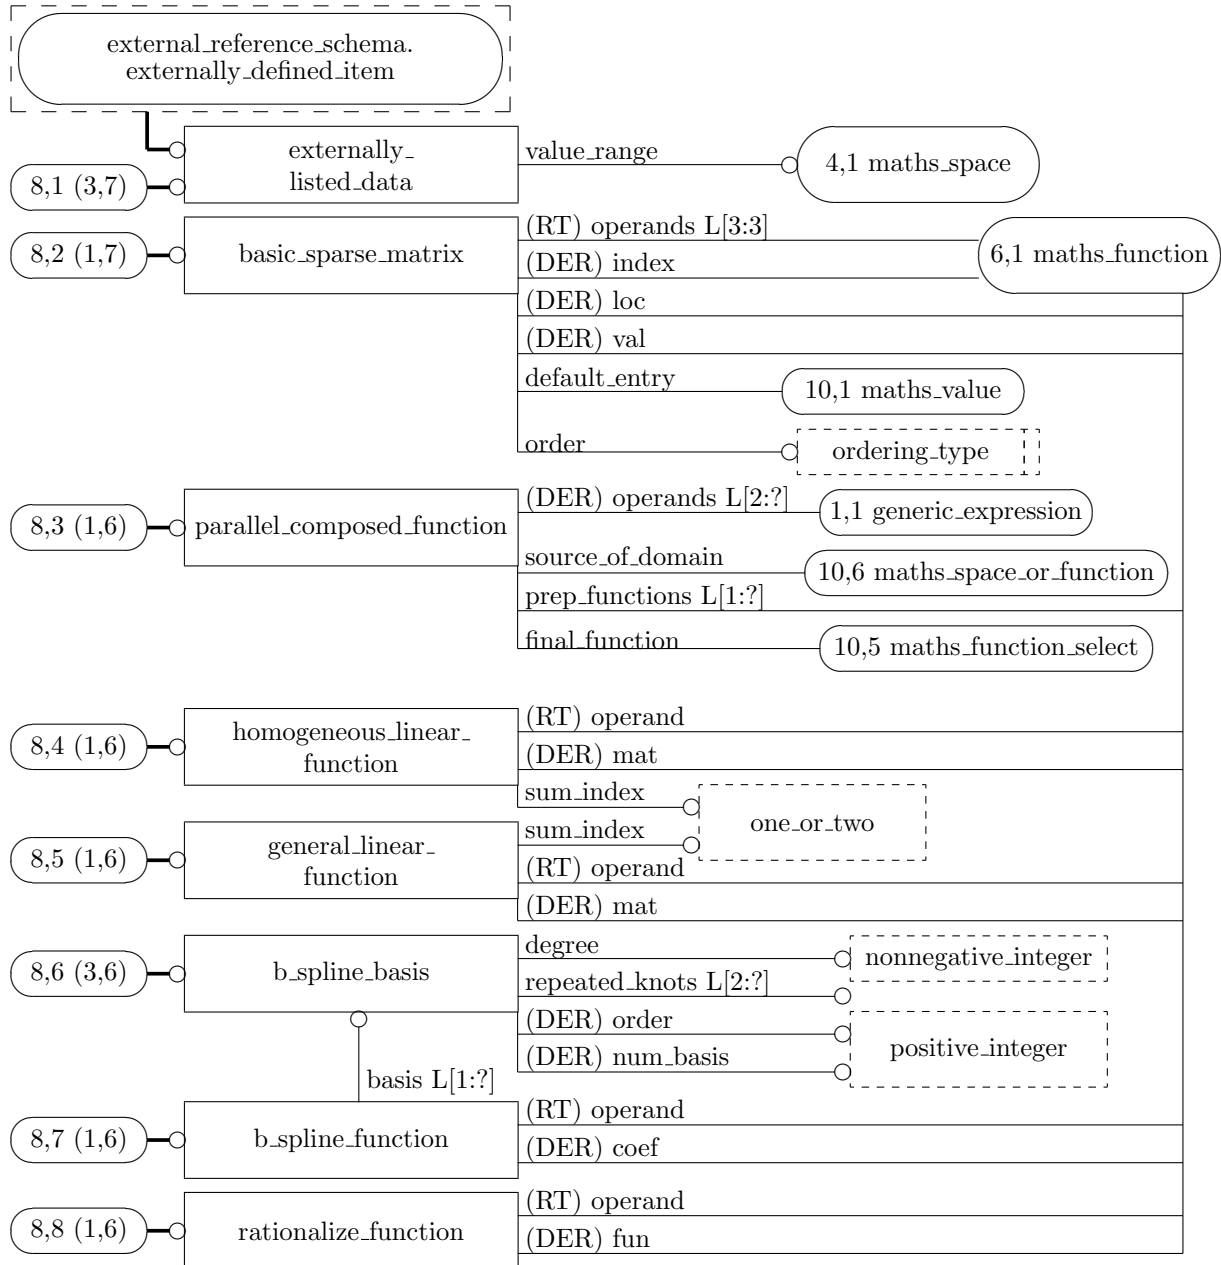 external_reference_schema.
externally_defined_item
externally_
listed_data
value_range
4,1 maths_space
8,1 (3,7)
8,2 (1,7)
basic_sparse_matrix
(RT) operands L[3:3]
(DER) index
6,1 maths_function
(DER) loc
(DER) val
default_entry
10,1 maths_value
order
ordering_type
8,3 (1,6)
parallel_composed_function
(DER) operands L[2:?]
1,1 generic_expression
source_of_domain
10,6 maths_space_or_function
prep_functions L[1:?]
final_function
10,5 maths_function_select
8,4 (1,6)
homogeneous_linear_
function
(RT) operand
(DER) mat
sum_index
one_or_two
8,5 (1,6)
general_linear_
function
sum_index
(RT) operand
(DER) mat
8,6 (3,6)
b_spline_basis
degree
nonnegative_integer
repeated_knots L[2:?]
(DER) order
(DER) num_basis
positive_integer
basis L[1:?]
8,7 (1,6)
b_spline_function
(RT) operand
(DER) coef
8,8 (1,6)
rationalize_function
(RT) operand
(DER) fun